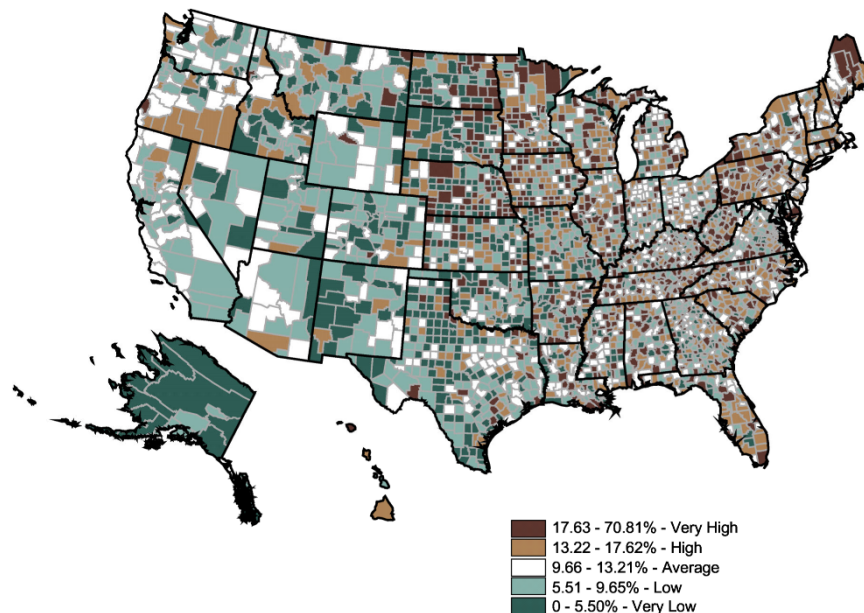 17.63 - 70.81% - Very High
13.22 - 17.62% - High
9.66 - 13.21% - Average
5.51 - 9.65% - Low
0 - 5.50% - Very Low